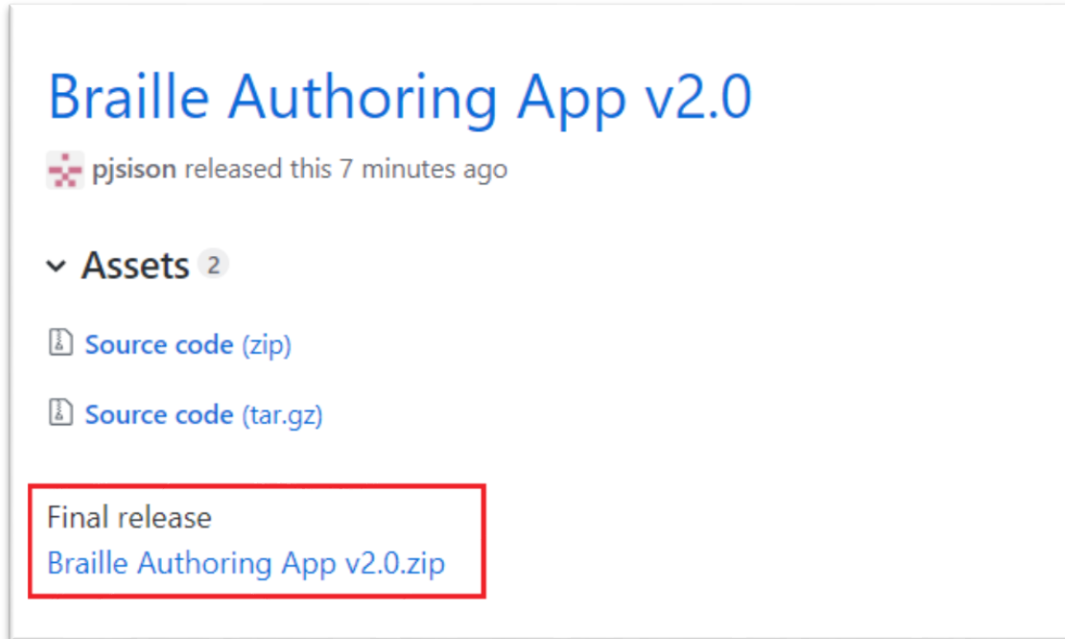 Braille Authoring App v2.0
pjsison released this 7 minutes ago
Assets 2
Source code (zip)
Source code (tar.gz)
Final release
Braille Authoring App v2.0.zip